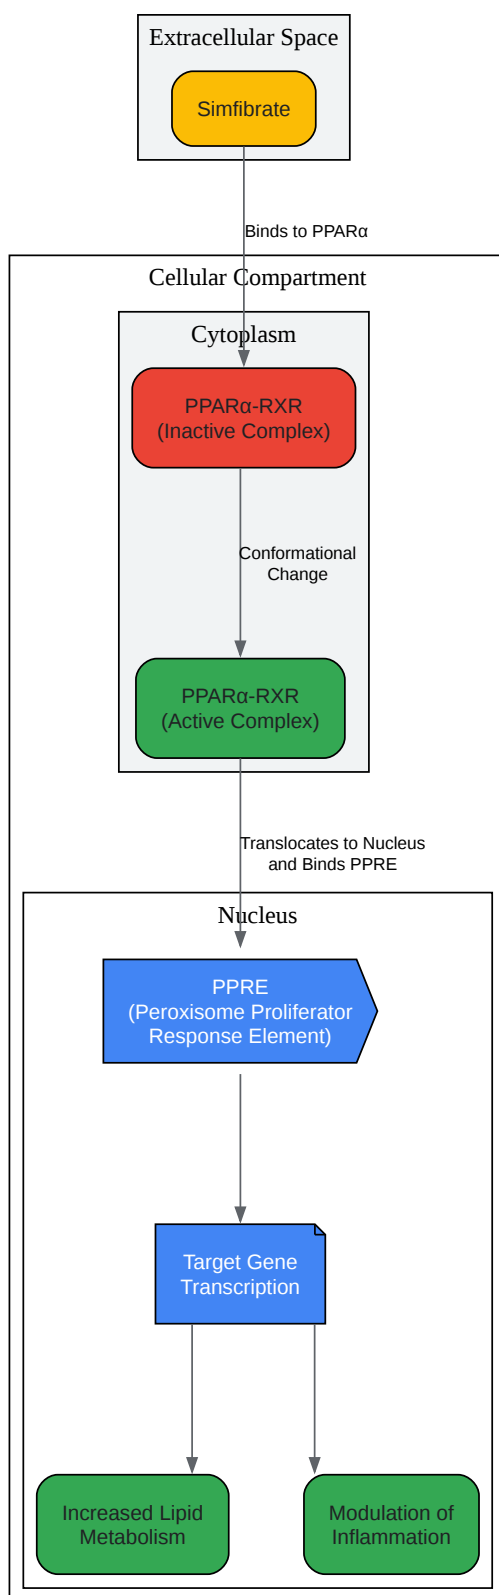 Extracellular Space
Simfibrate
Binds to PPARα
Cellular Compartment
Cytoplasm
PPARα-RXR
(Inactive Complex)
Conformational
Change
PPARα-RXR
(Active Complex)
Translocates to Nucleus
and Binds PPRE
Nucleus
PPRE
(Peroxisome Proliferator
Response Element)
Target Gene
Transcription
Increased Lipid
Metabolism
Modulation of
Inflammation